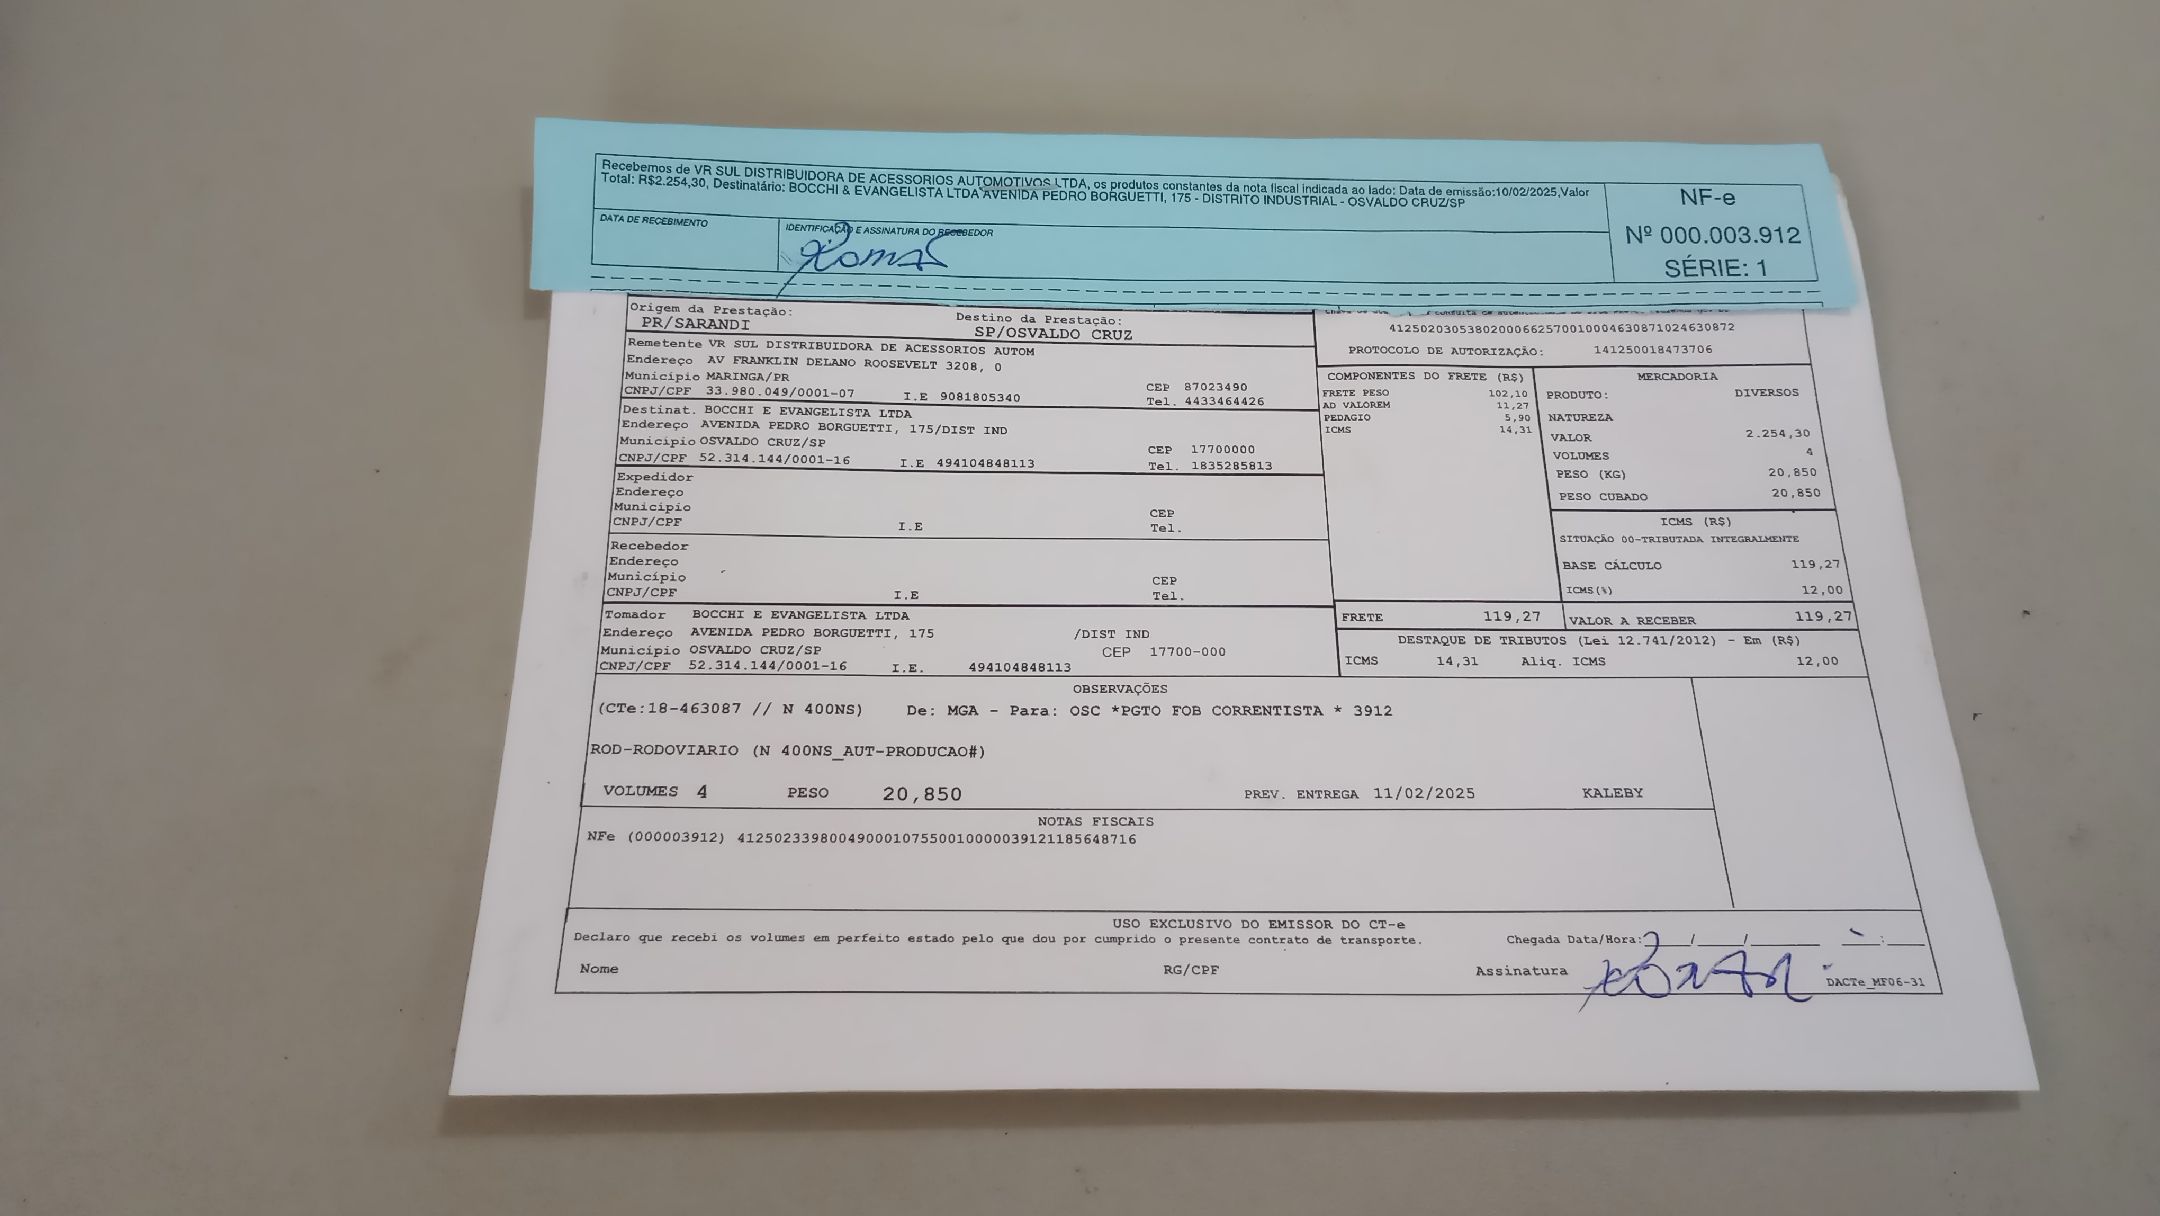 Recebemos de VR SUL DISTRIBUIDORA DE ACESSORIOS AUTOMOTIVOS LTDA, os produtos constantes da nota fiscal indicada ao lado: Data de emissão:10/02/2025,Valor
Total: R$2.254,30, Destinatário: BOCCHI & EVANGELISTA LTDA AVENIDA PEDRO BORGUETTI, 175 - DISTRITO INDUSTRIAL - OSVALDO CRUZ/SP
DATA DE RECEBIMENTO
IDENTIFICAÇÃO E ASSINATURA DO RECEBEDOR
NF-e
Nº 000.003.912
SÉRIE: 1
Origem da Prestação:
PR/SARANDI
Destino da Prestação:
SP/OSVALDO CRUZ
41250203053802000662570010004630871024630872
PROTOCOLO DE AUTORIZAÇÃO: 141250018473706
Remetente VR SUL DISTRIBUIDORA DE ACESSORIOS AUTOM
Endereço AV FRANKLIN DELANO ROOSEVELT 3208, 0
Município MARINGA/PR CEP 87023490
CNPJ/CPF 33.980.049/0001-07 I.E 9081805340 Tel. 4433464426
Destinat. BOCCHI E EVANGELISTA LTDA
Endereço AVENIDA PEDRO BORGUETTI, 175/DIST IND
Município OSVALDO CRUZ/SP CEP 17700000
CNPJ/CPF 52.314.144/0001-16 I.E 494104848113 Tel. 1835285813
Expedidor
Endereço
Município CEP
CNPJ/CPF I.E Tel.
Recebedor
Endereço
Município CEP
CNPJ/CPF I.E Tel.
Tomador BOCCHI E EVANGELISTA LTDA
Endereço AVENIDA PEDRO BORGUETTI, 175 /DIST IND
Município OSVALDO CRUZ/SP CEP 17700-000
CNPJ/CPF 52.314.144/0001-16 I.E. 494104848113
COMPONENTES DO FRETE (R$)
FRETE PESO 102,10
AD VALOREM 11,27
PEDAGIO 5,90
ICMS 14,31
MERCADORIA
PRODUTO: DIVERSOS
NATUREZA
VALOR 2.254,30
VOLUMES 4
PESO (KG) 20,850
PESO CUBADO 20,850
ICMS (R$)
SITUAÇÃO 00-TRIBUTADA INTEGRALMENTE
BASE CÁLCULO 119,27
ICMS(%) 12,00
FRETE 119,27
VALOR A RECEBER 119,27
DESTAQUE DE TRIBUTOS (Lei 12.741/2012) - Em (R$)
ICMS 14,31 Aliq. ICMS 12,00
OBSERVAÇÕES
(CTe:18-463087 // N 400NS) De: MGA - Para: OSC *PGTO FOB CORRENTISTA * 3912
ROD-RODOVIARIO (N 400NS_AUT-PRODUCAO#)
VOLUMES 4 PESO 20,850 PREV. ENTREGA 11/02/2025 KALEBY
NOTAS FISCAIS
NFe (000003912) 41250233980049000107550010000039121185648716
USO EXCLUSIVO DO EMISSOR DO CT-e
Declaro que recebi os volumes em perfeito estado pelo que dou por cumprido o presente contrato de transporte.
Chegada Data/Hora: __/__/____ __:__
Nome RG/CPF Assinatura
DACTe_MF06-31